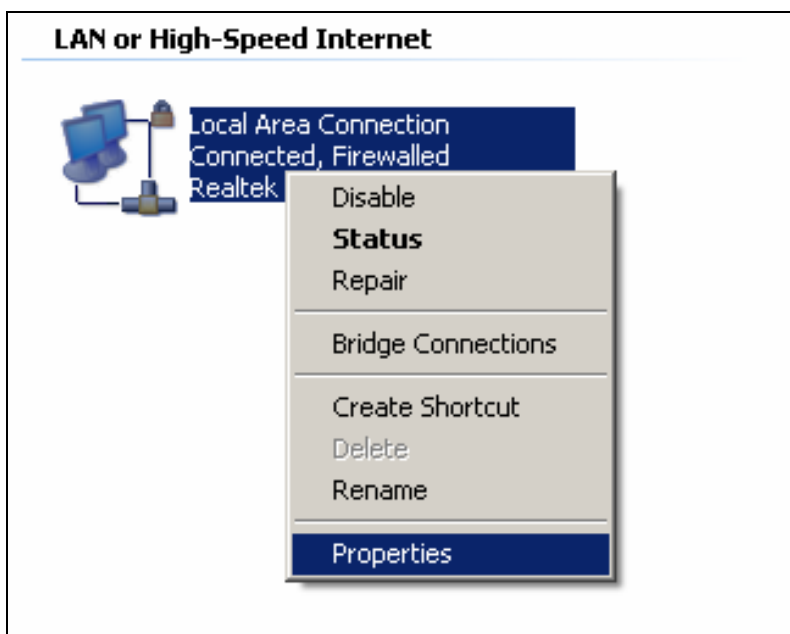 LAN or High-Speed Internet
Local Area Connection
Connected, Firewalled
Realtek
Disable
Status
Repair
Bridge Connections
Create Shortcut
Delete
Rename
Properties